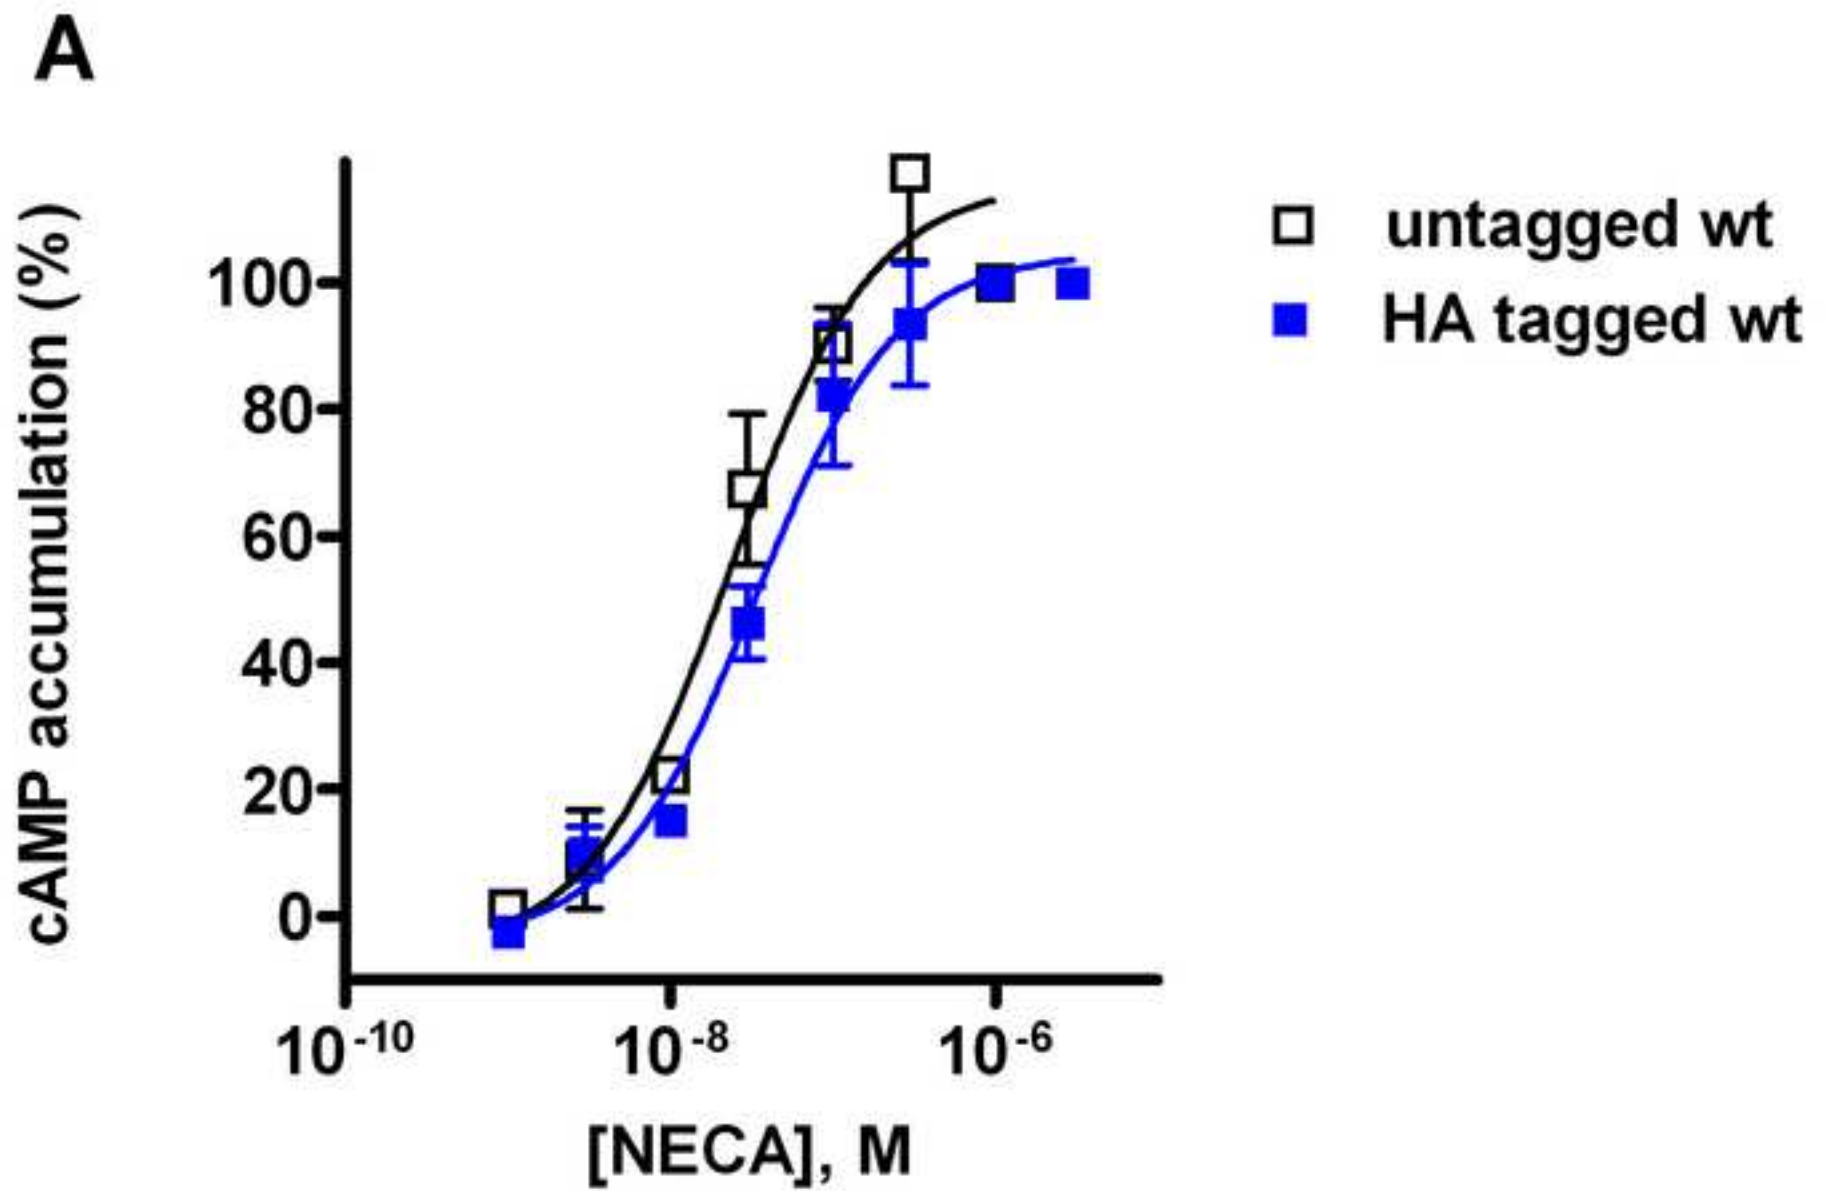 A
cAMP accumulation (%)
100
80
60
40
20
0
10⁻¹⁰
10⁻⁸
10⁻⁶
[NECA], M
untagged wt
HA tagged wt